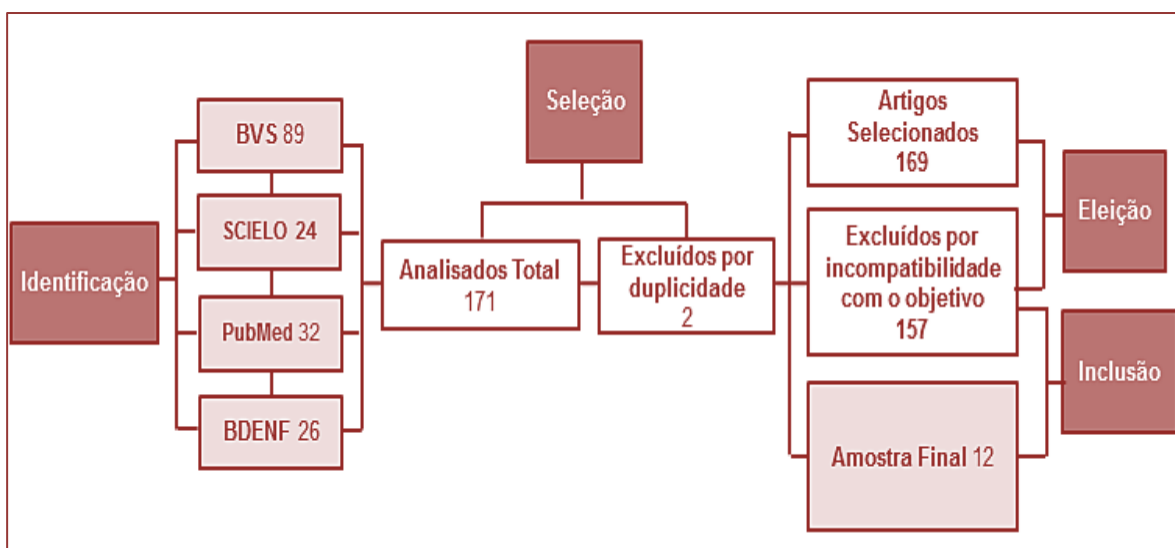 Identificação
BVS 89
SCIELO 24
PubMed 32
BDENF 26
Seleção
Analisados Total
171
Excluídos por
duplicidade
2
Artigos
Selecionados
169
Excluídos por
incompatibilidade
com o objetivo
157
Amostra Final 12
Eleição
Inclusão